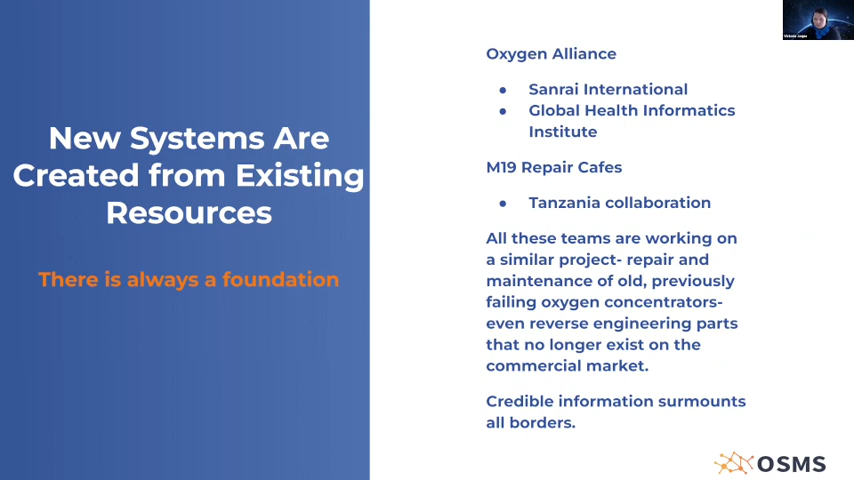 New Systems Are
Created from Existing
Resources
There is always a foundation
Oxygen Alliance
● Sanrai International
● Global Health Informatics
Institute
M19 Repair Cafes
● Tanzania collaboration
All these teams are working on
a similar project- repair and
maintenance of old, previously
failing oxygen concentrators-
even reverse engineering parts
that no longer exist on the
commercial market.
Credible information surmounts
all borders.
OSMS